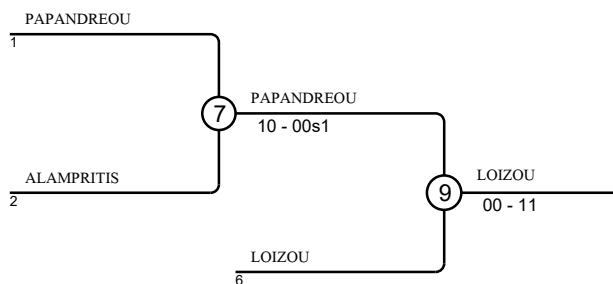 PAPANDREOU
1
7
PAPANDREOU
10 - 00s1
ALAMPRITIS
2
9
LOIZOU
00 - 11
LOIZOU
6